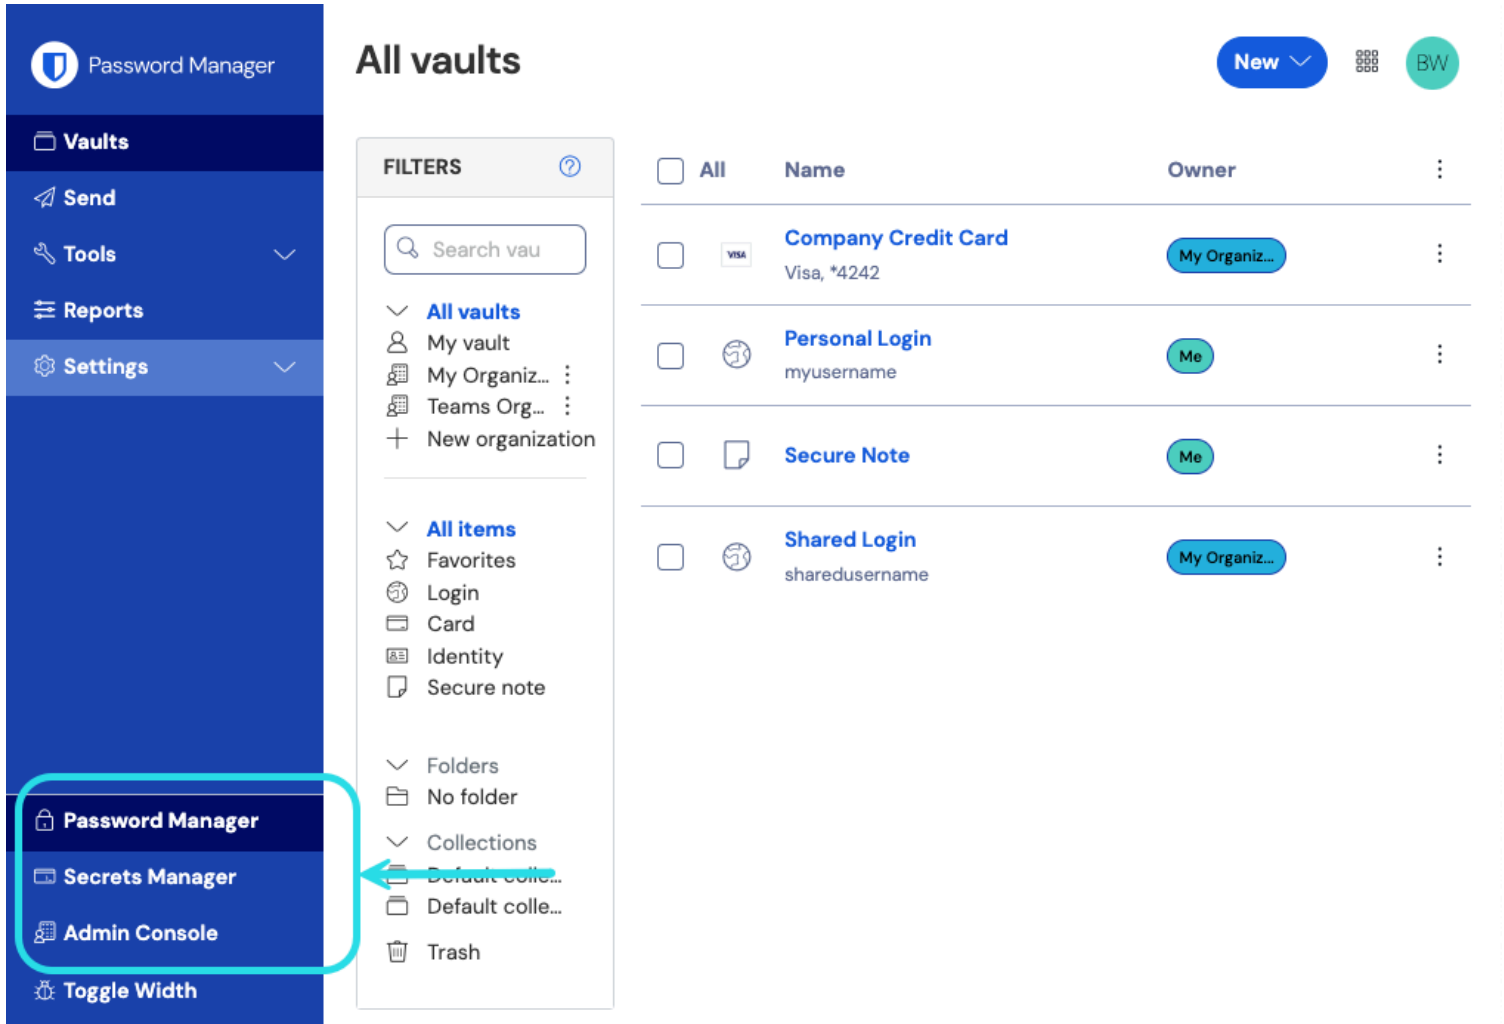 Password Manager
Vaults
Send
Tools
Reports
Settings
Password Manager
Secrets Manager
Admin Console
Toggle Width
All vaults
New
BW
FILTERS
Search vau
All vaults
My vault
My Organiz...
Teams Org...
New organization
All items
Favorites
Login
Card
Identity
Secure note
Folders
No folder
Collections
Default colle...
Default colle...
Trash
All Name Owner
VISA Company Credit Card My Organiz...
Visa, *4242
Personal Login Me
myusername
Secure Note Me
Shared Login My Organiz...
sharedusername